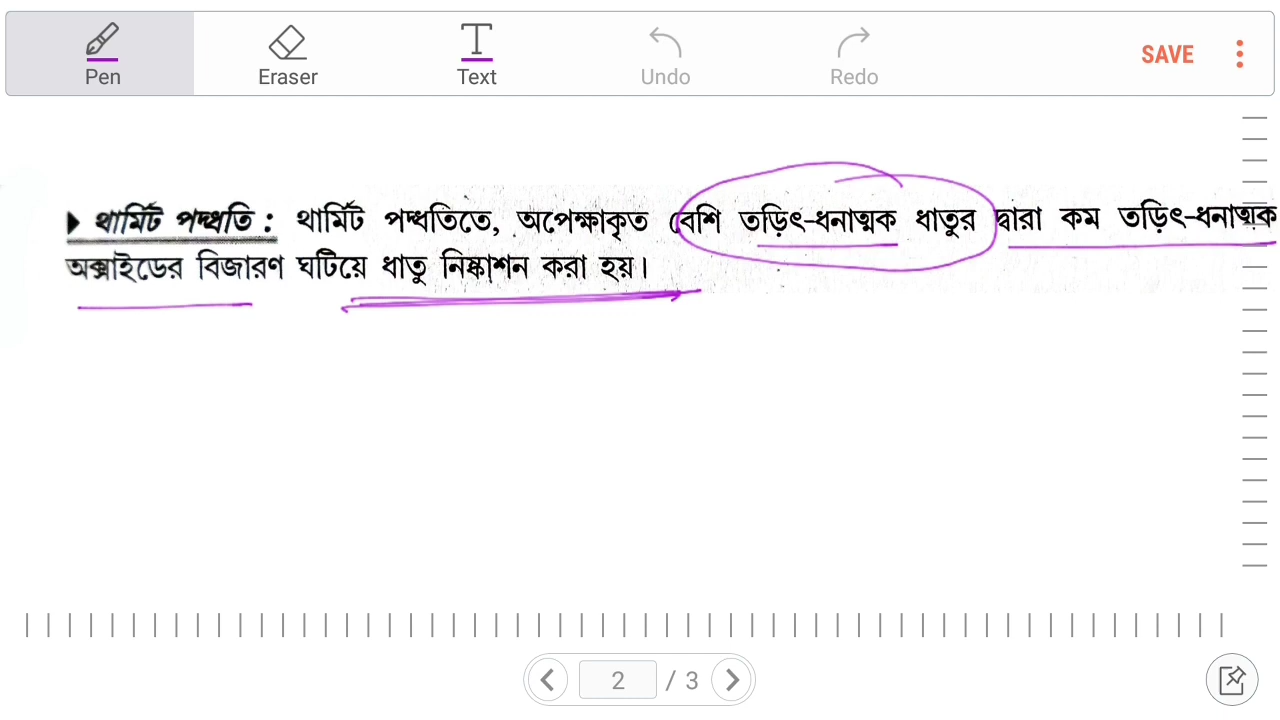 Pen
Eraser
Text
Undo
Redo
SAVE
▶ থার্মিট পদ্ধতি : থার্মিট পদ্ধতিতে, অপেক্ষাকৃত বেশি তড়িৎ-ধনাত্মক ধাতুর দ্বারা কম তড়িৎ-ধনাত্মক
অক্সাইডের বিজারণ ঘটিয়ে ধাতু নিষ্কাশন করা হয়।
2 / 3